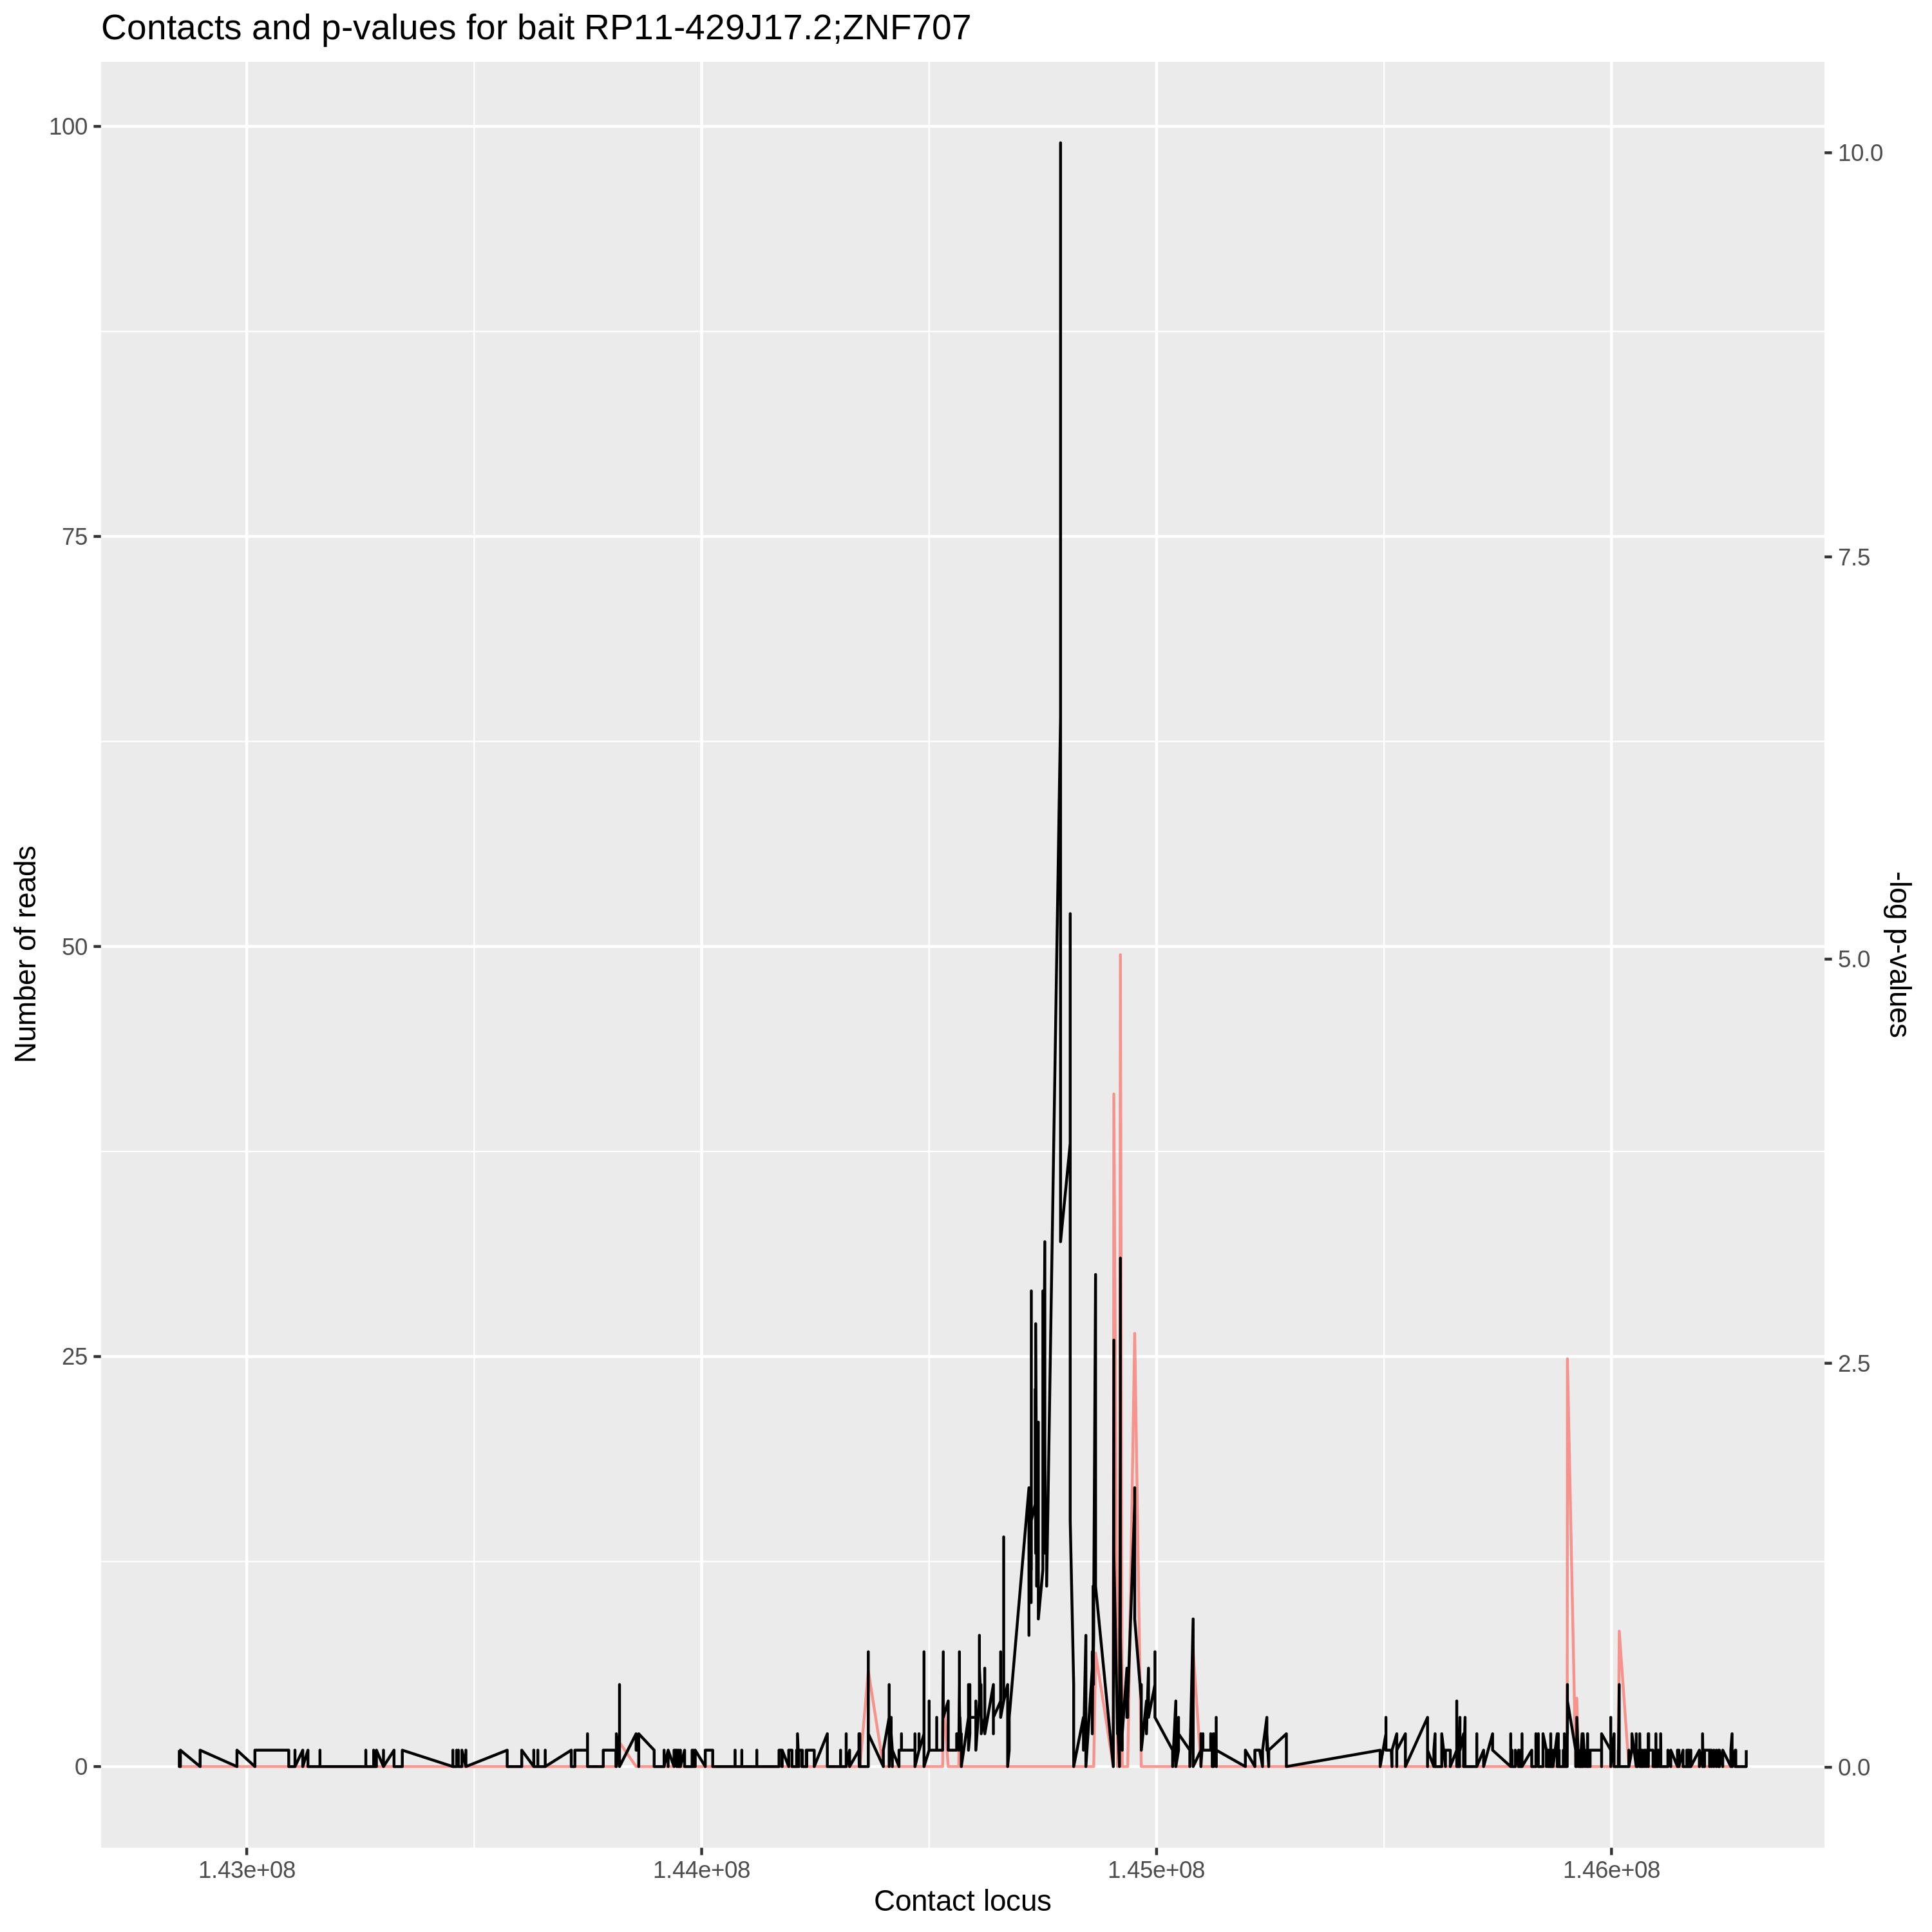 Contacts and p-values for bait RP11-429J17.2;ZNF707
100
75
50
25
0
Number of reads
10.0
7.5
5.0
2.5
0.0
-log p-values
1.43e+08
1.44e+08
1.45e+08
1.46e+08
Contact locus